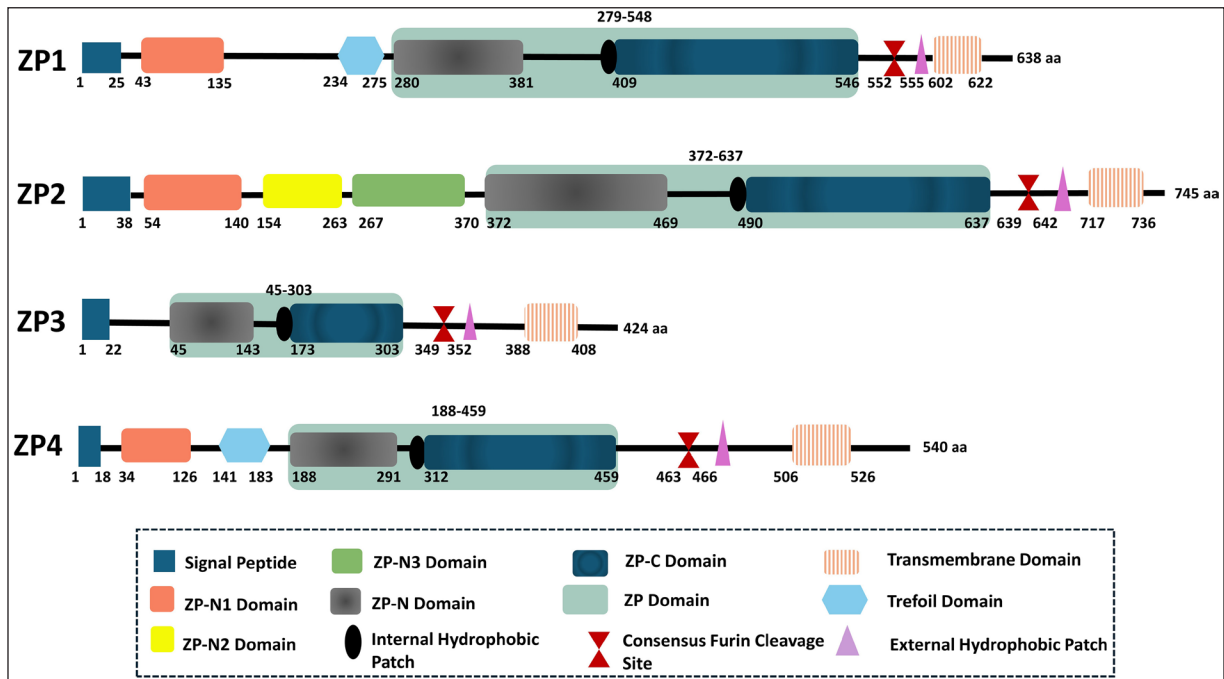 279-548
ZP1
638 aa
1 25 43 135 234 275 280 381 409 546 552 555 602 622
372-637
ZP2
745 aa
1 38 54 140 154 263 267 370 372 469 490 637 639 642 717 736
45-303
ZP3
424 aa
1 22 45 143 173 303 349 352 388 408
188-459
ZP4
540 aa
1 18 34 126 141 183 188 291 312 459 463 466 506 526
Signal Peptide ZP-N3 Domain ZP-C Domain Transmembrane Domain
ZP-N1 Domain ZP-N Domain ZP Domain Trefoil Domain
ZP-N2 Domain Internal Hydrophobic Consensus Furin Cleavage External Hydrophobic Patch
Patch Site